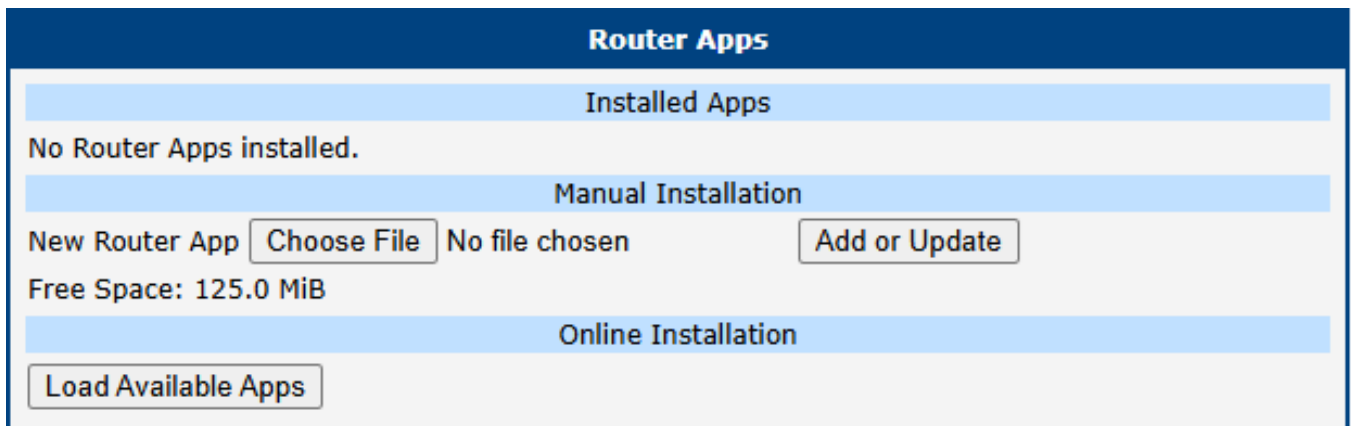 Router Apps
Installed Apps
No Router Apps installed.
Manual Installation
New Router App Choose File No file chosen Add or Update
Free Space: 125.0 MiB
Online Installation
Load Available Apps